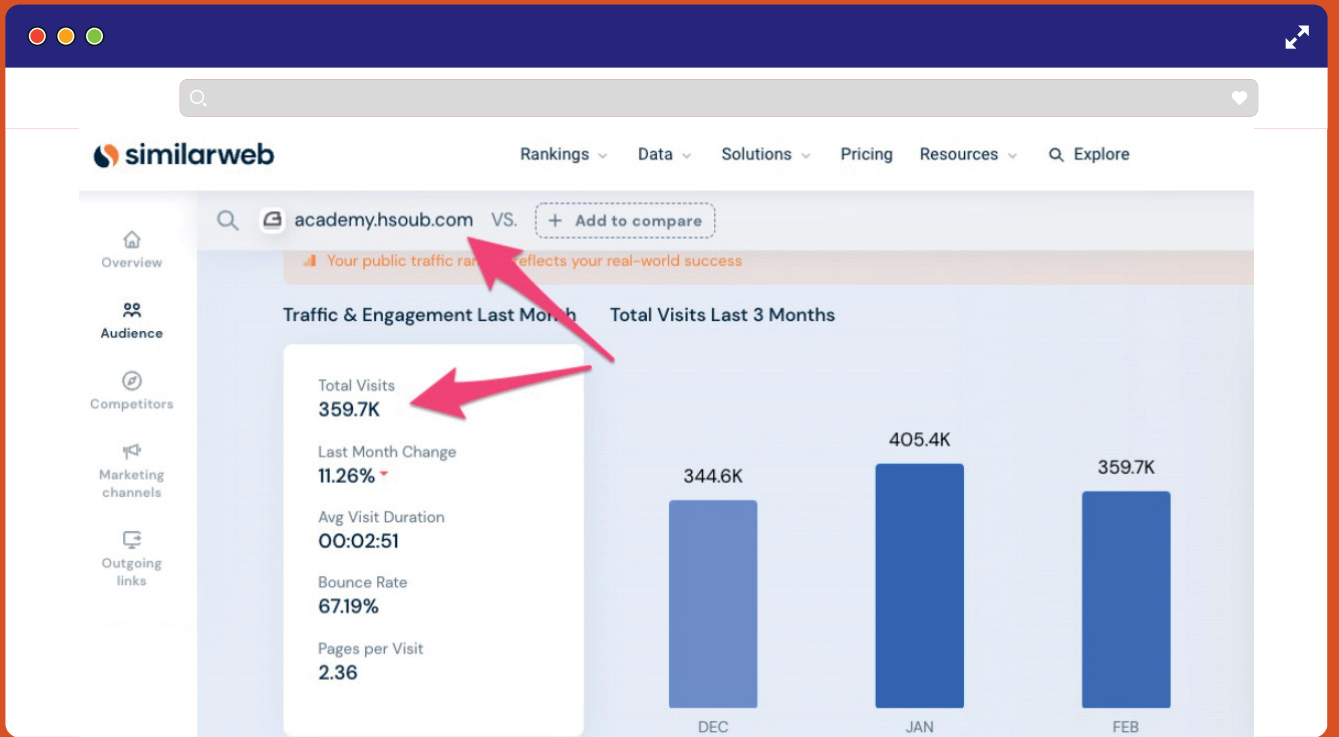 similarweb
Rankings Data Solutions Pricing Resources Explore
academy.hsoub.com VS. + Add to compare
Overview
Audience
Competitors
Marketing
channels
Outgoing
links
Your public traffic reflects your real-world success
Traffic & Engagement Last Month
Total Visits
359.7K
Last Month Change
11.26%
Avg Visit Duration
00:02:51
Bounce Rate
67.19%
Pages per Visit
2.36
Total Visits Last 3 Months
344.6K
405.4K
359.7K
DEC
JAN
FEB